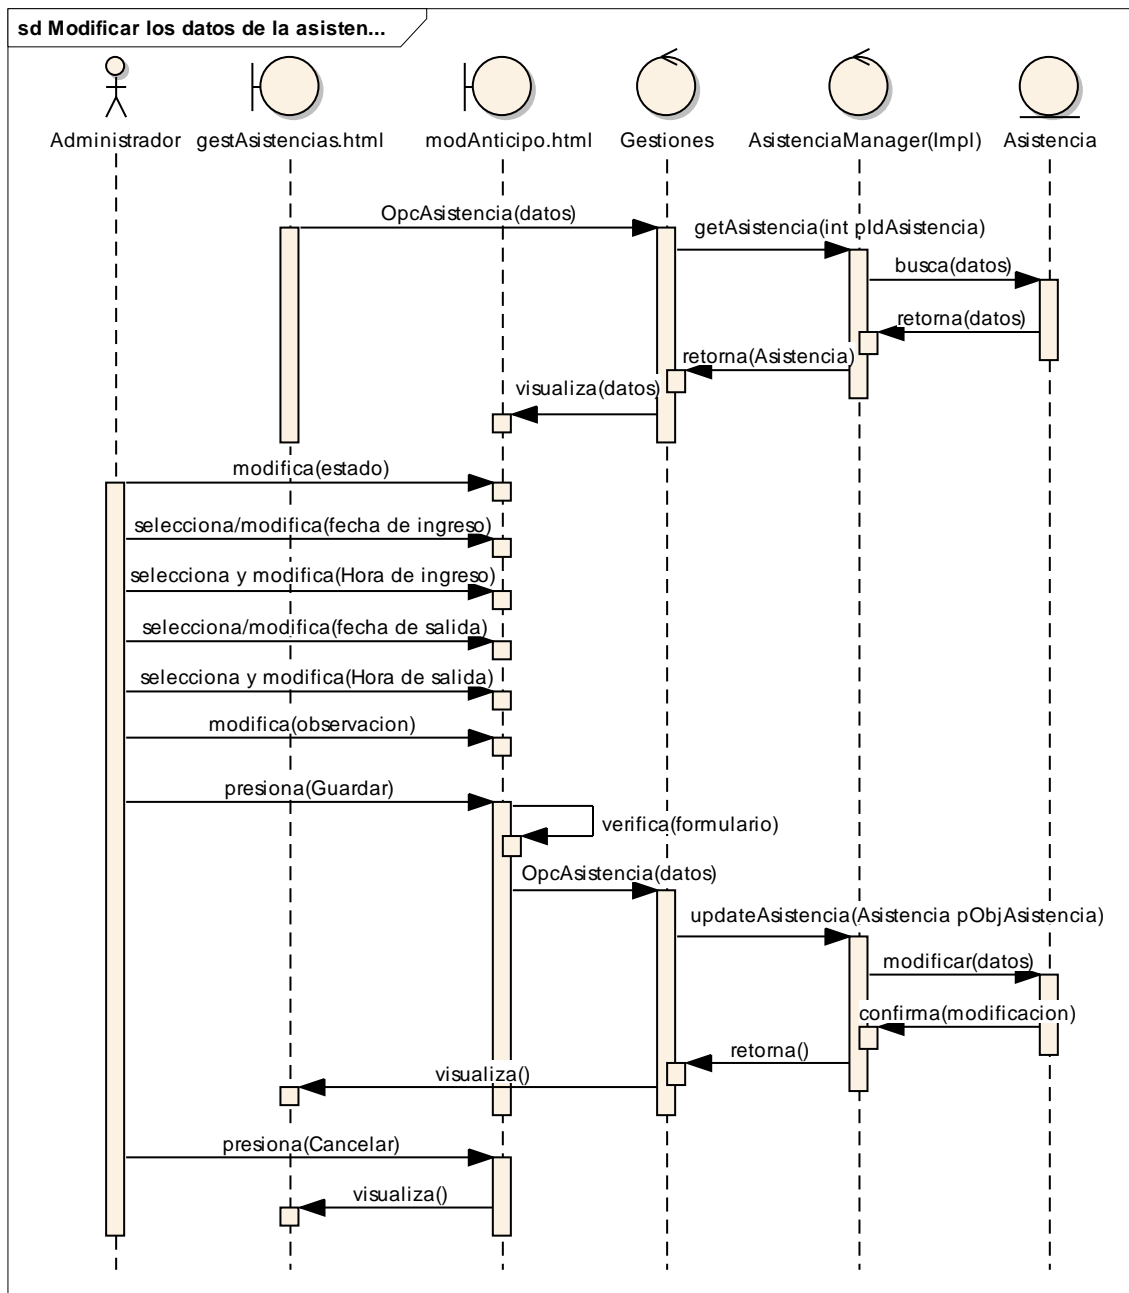 sd Modificar los datos de la asisten...
Administrador
gestAsistencias.html
modAnticipo.html
Gestiones
AsistenciaManager(Impl)
Asistencia
OpcAsistencia(datos)
getAsistencia(int pIdAsistencia)
busca(datos)
retorna(datos)
retorna(Asistencia)
visualiza(datos)
modifica(estado)
selecciona/modifica(fecha de ingreso)
selecciona y modifica(Hora de ingreso)
selecciona/modifica(fecha de salida)
selecciona y modifica(Hora de salida)
modifica(observacion)
presiona(Guardar)
verifica(formulario)
OpcAsistencia(datos)
updateAsistencia(Asistencia pObjAsistencia)
modificar(datos)
confirma(modificacion)
retorna()
visualiza()
presiona(Cancelar)
visualiza()